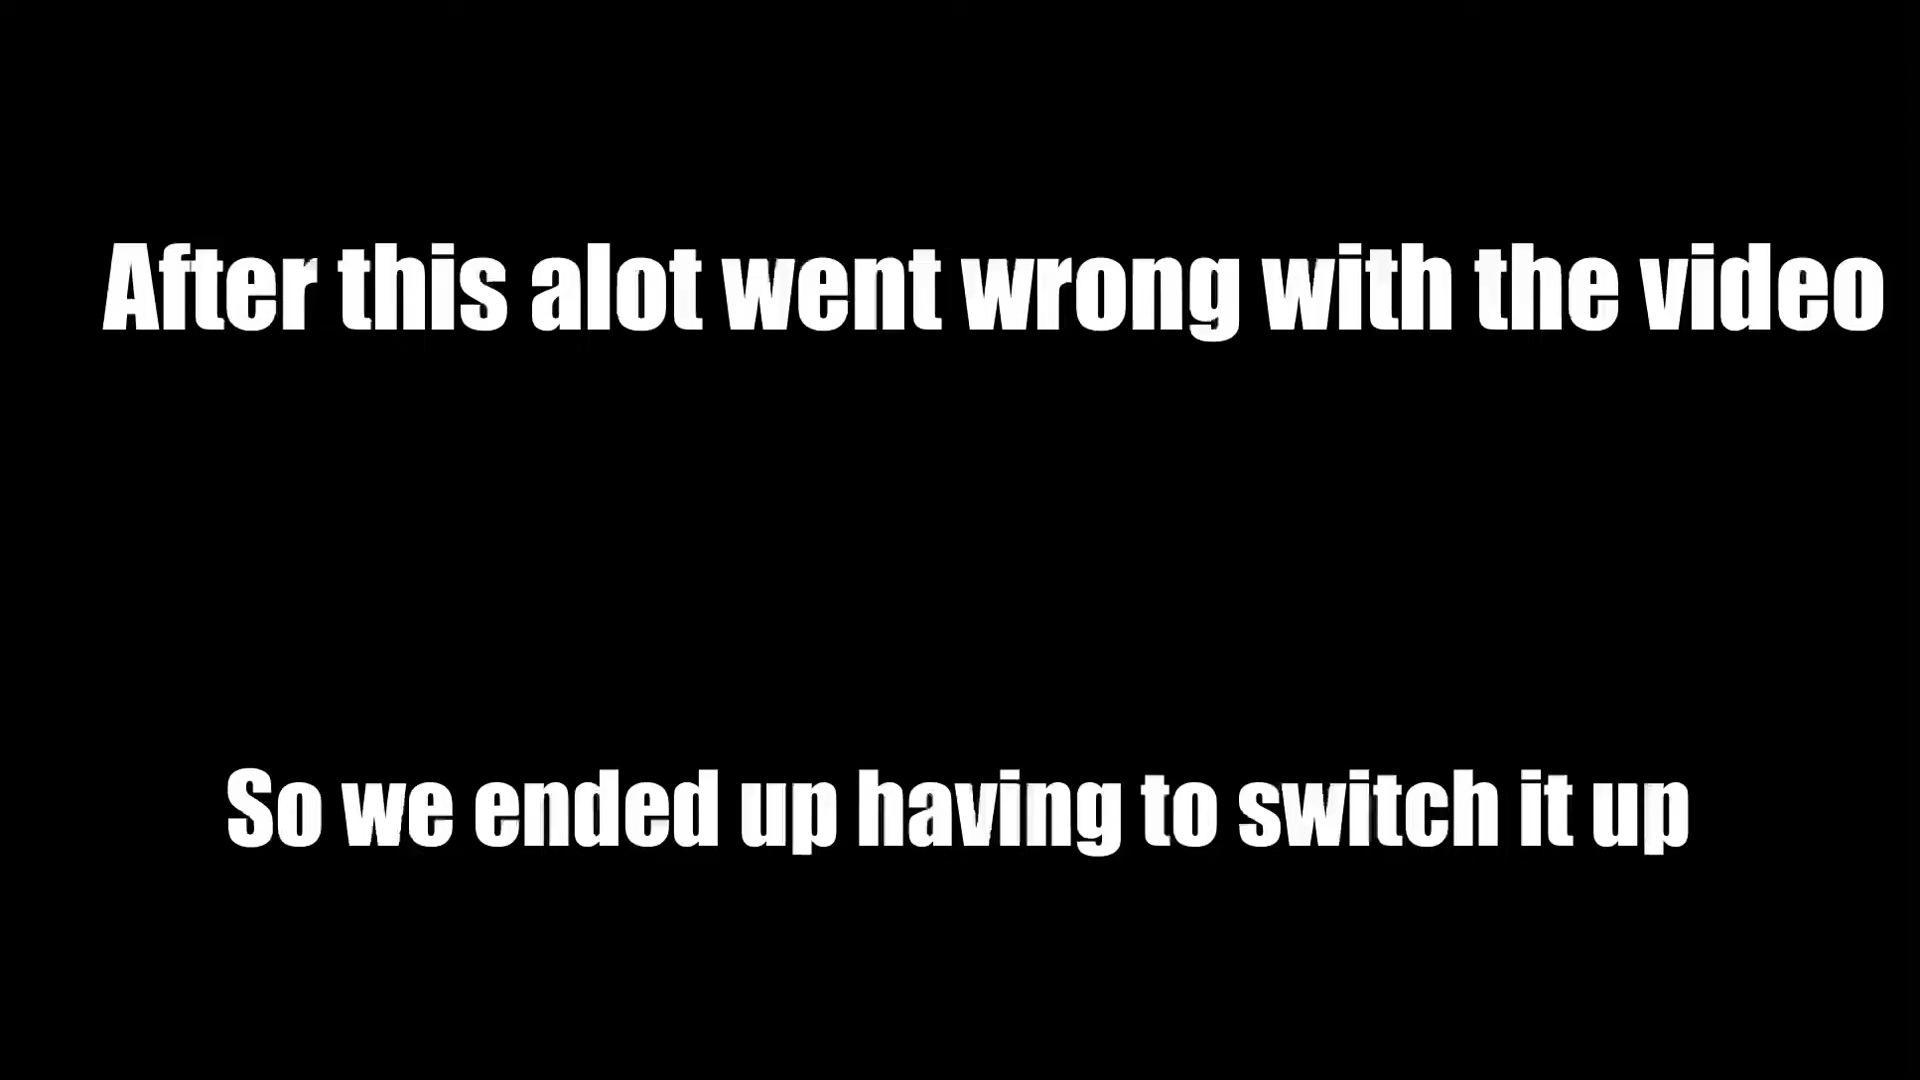 After this alot went wrong with the video
So we ended up having to switch it up